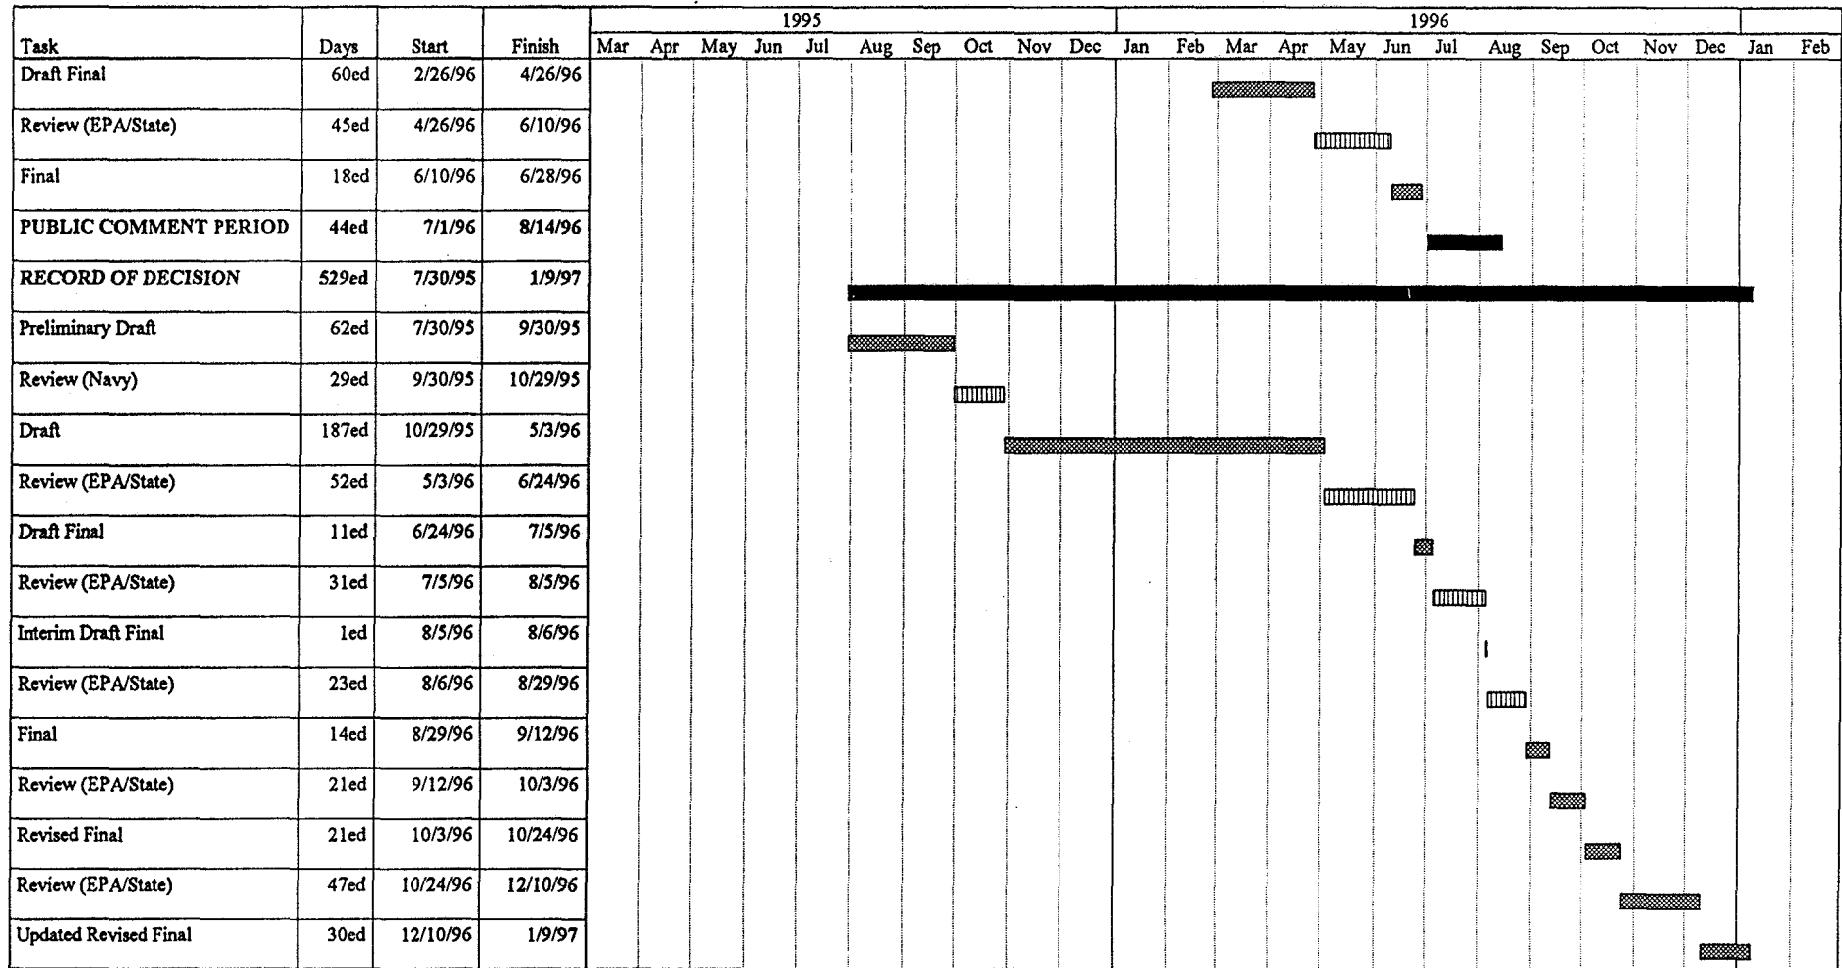 1995 1996
Task Days Start Finish Mar Apr May Jun Jul Aug Sep Oct Nov Dec Jan Feb Mar Apr May Jun Jul Aug Sep Oct Nov Dec Jan Feb
Draft Final 60ed 2/26/96 4/26/96
Review (EPA/State) 45ed 4/26/96 6/10/96
Final 18ed 6/10/96 6/28/96
PUBLIC COMMENT PERIOD 44ed 7/1/96 8/14/96
RECORD OF DECISION 529ed 7/30/95 1/9/97
Preliminary Draft 62ed 7/30/95 9/30/95
Review (Navy) 29ed 9/30/95 10/29/95
Draft 187ed 10/29/95 5/3/96
Review (EPA/State) 52ed 5/3/96 6/24/96
Draft Final 11ed 6/24/96 7/5/96
Review (EPA/State) 31ed 7/5/96 8/5/96
Interim Draft Final 1ed 8/5/96 8/6/96
Review (EPA/State) 23ed 8/6/96 8/29/96
Final 14ed 8/29/96 9/12/96
Review (EPA/State) 21ed 9/12/96 10/3/96
Revised Final 21ed 10/3/96 10/24/96
Review (EPA/State) 47ed 10/24/96 12/10/96
Updated Revised Final 30ed 12/10/96 1/9/97